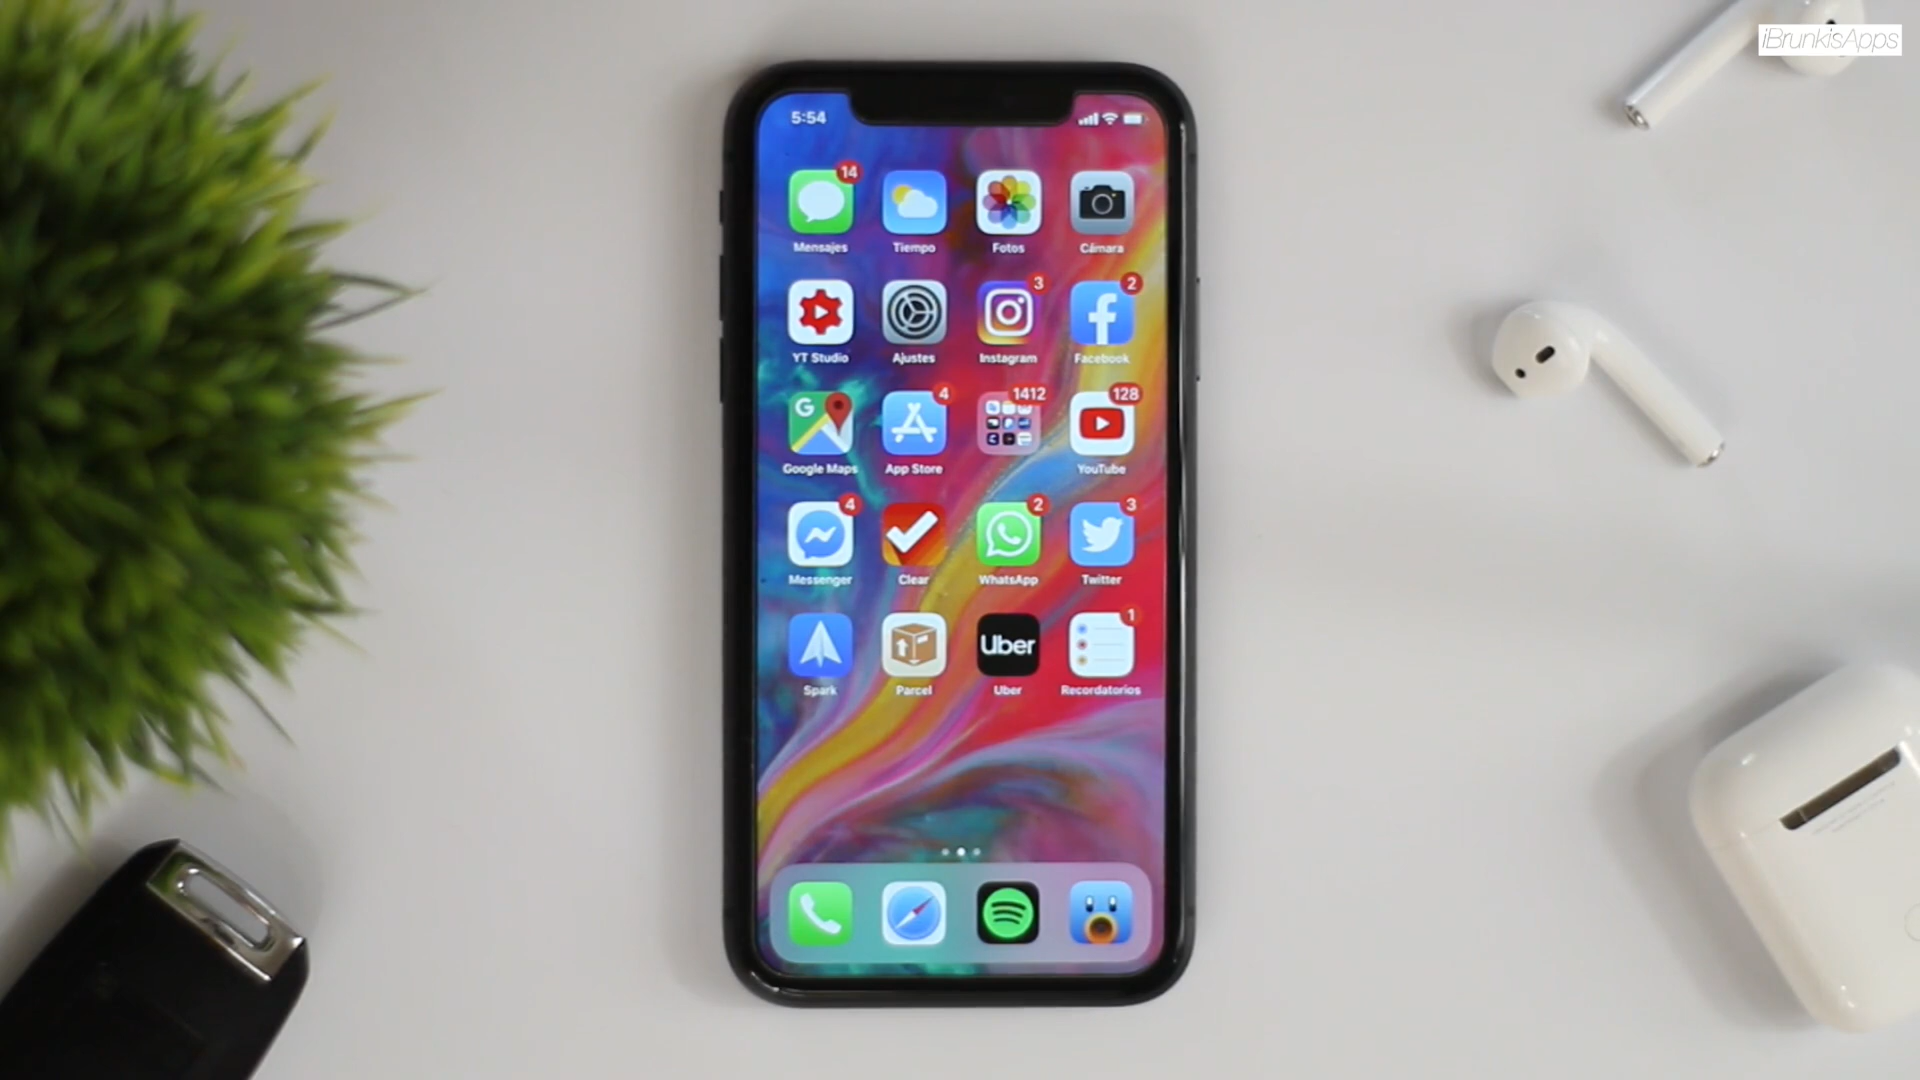 iBrunkisApps
5:54
14
Mensajes
Tiempo
Fotos
Cámara
3
2
YT Studio
Ajustes
Instagram
Facebook
G
4
1412
128
Google Maps
App Store
YouTube
4
2
3
Messenger
Clear
WhatsApp
Twitter
Uber
1
Spark
Parcel
Uber
Recordatorios